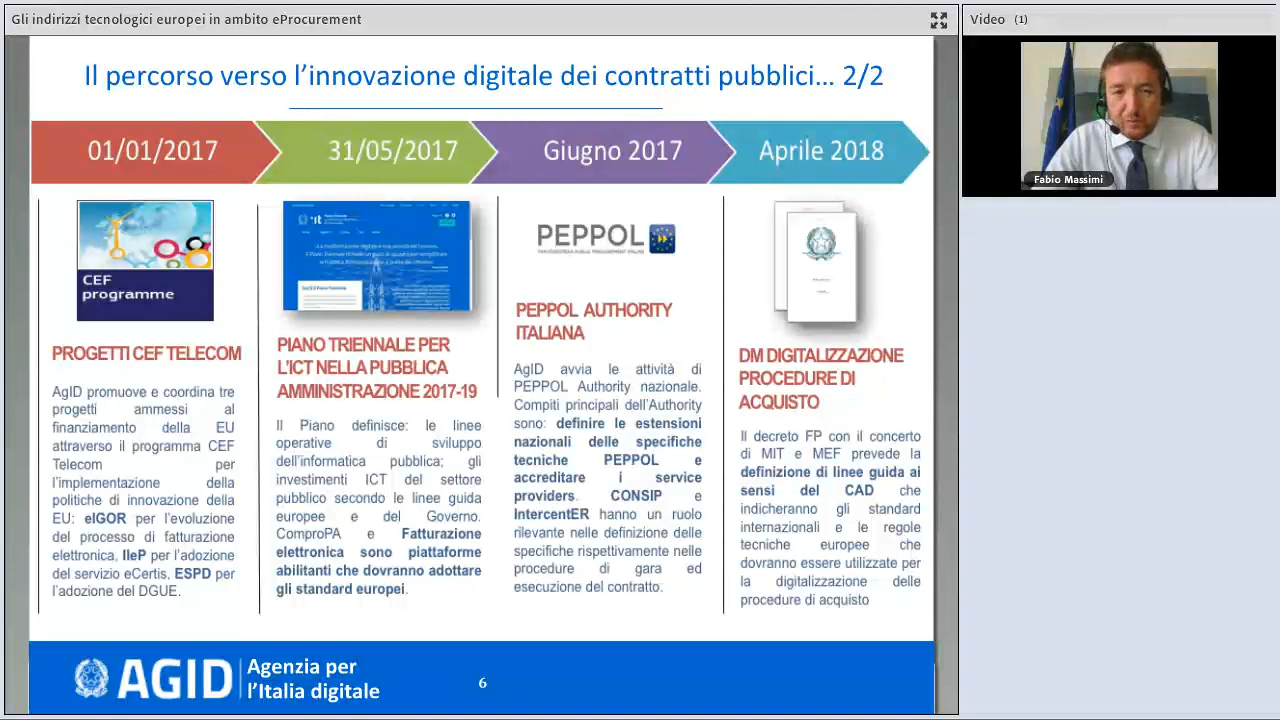 Gli indirizzi tecnologici europei in ambito eProcurement
Video (1)
Il percorso verso l’innovazione digitale dei contratti pubblici... 2/2
01/01/2017
31/05/2017
Giugno 2017
Aprile 2018
CEF
programme
PROGETTI CEF TELECOM
AgID promuove e coordina tre
progetti ammessi al
finanziamento della EU
attraverso il programma CEF
Telecom per
l’implementazione della
politiche di innovazione della
EU: eIGOR per l’evoluzione
del processo di fatturazione
elettronica, IIeP per l’adozione
del servizio eCertis, ESPD per
l’adozione del DGUE.
PIANO TRIENNALE PER
L’ICT NELLA PUBBLICA
AMMINISTRAZIONE 2017-19
Il Piano definisce: le linee
operative di sviluppo
dell’informatica pubblica; gli
investimenti ICT del settore
pubblico secondo le linee guida
europee e del Governo.
ComproPA e Fatturazione
elettronica sono piattaforme
abilitanti che dovranno adottare
gli standard europei.
PEPPOL
PEPPOL AUTHORITY
ITALIANA
AgID avvia le attività di
PEPPOL Authority nazionale.
Compiti principali dell’Authority
sono: definire le estensioni
nazionali delle specifiche
tecniche PEPPOL e
accreditare i service
providers. CONSIP e
IntercentER hanno un ruolo
rilevante nelle definizione delle
specifiche rispettivamente nelle
procedure di gara ed
esecuzione del contratto.
DM DIGITALIZZAZIONE
PROCEDURE DI
ACQUISTO
Il decreto FP con il concerto
di MIT e MEF prevede la
definizione di linee guida ai
sensi del CAD che
indicheranno gli standard
internazionali e le regole
tecniche europee che
dovranno essere utilizzate per
la digitalizzazione delle
procedure di acquisto
AGID
Agenzia per
l’Italia digitale
6
Fabio Massimi